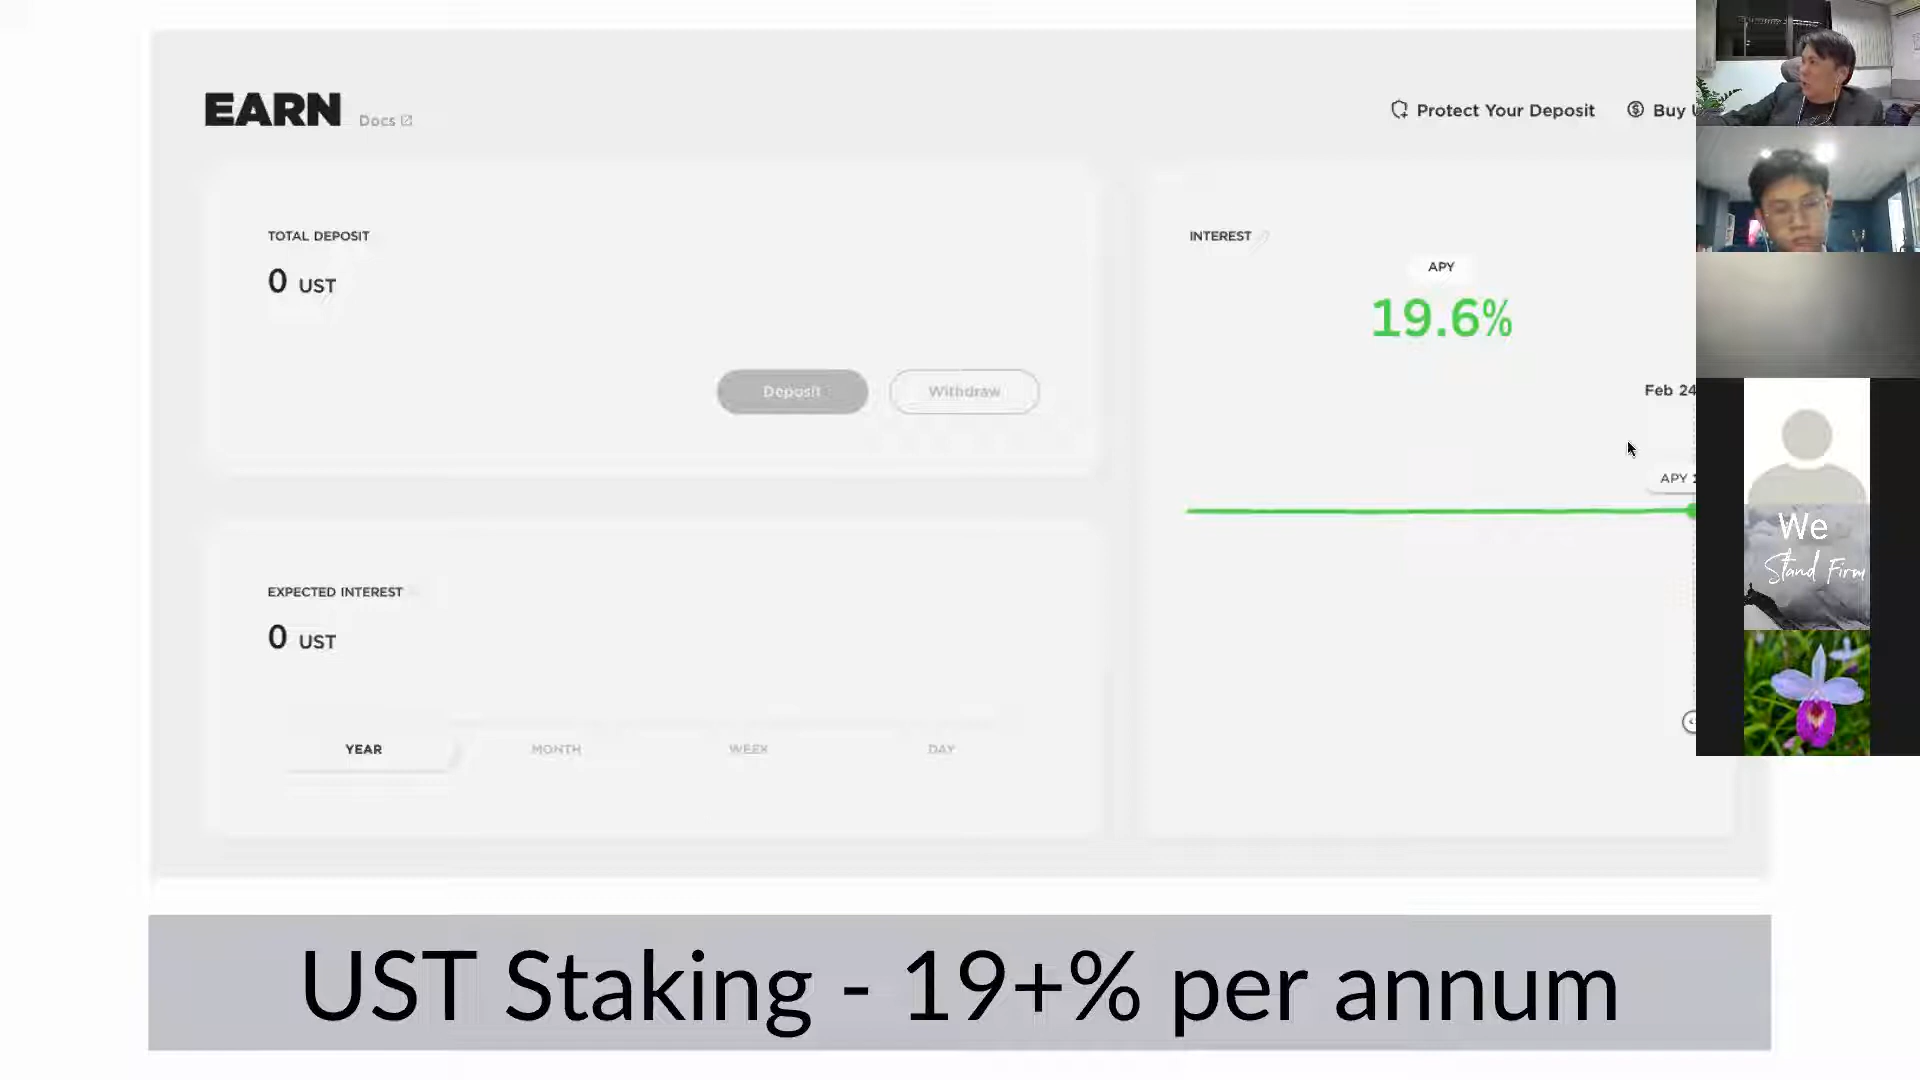 EARN Docs
Protect Your Deposit
Buy
TOTAL DEPOSIT
0 UST
Deposit
Withdraw
INTEREST
APY
19.6%
Feb 24
APY
EXPECTED INTEREST
0 UST
YEAR
MONTH
WEEK
DAY
We
Stand Firm
UST Staking - 19+% per annum